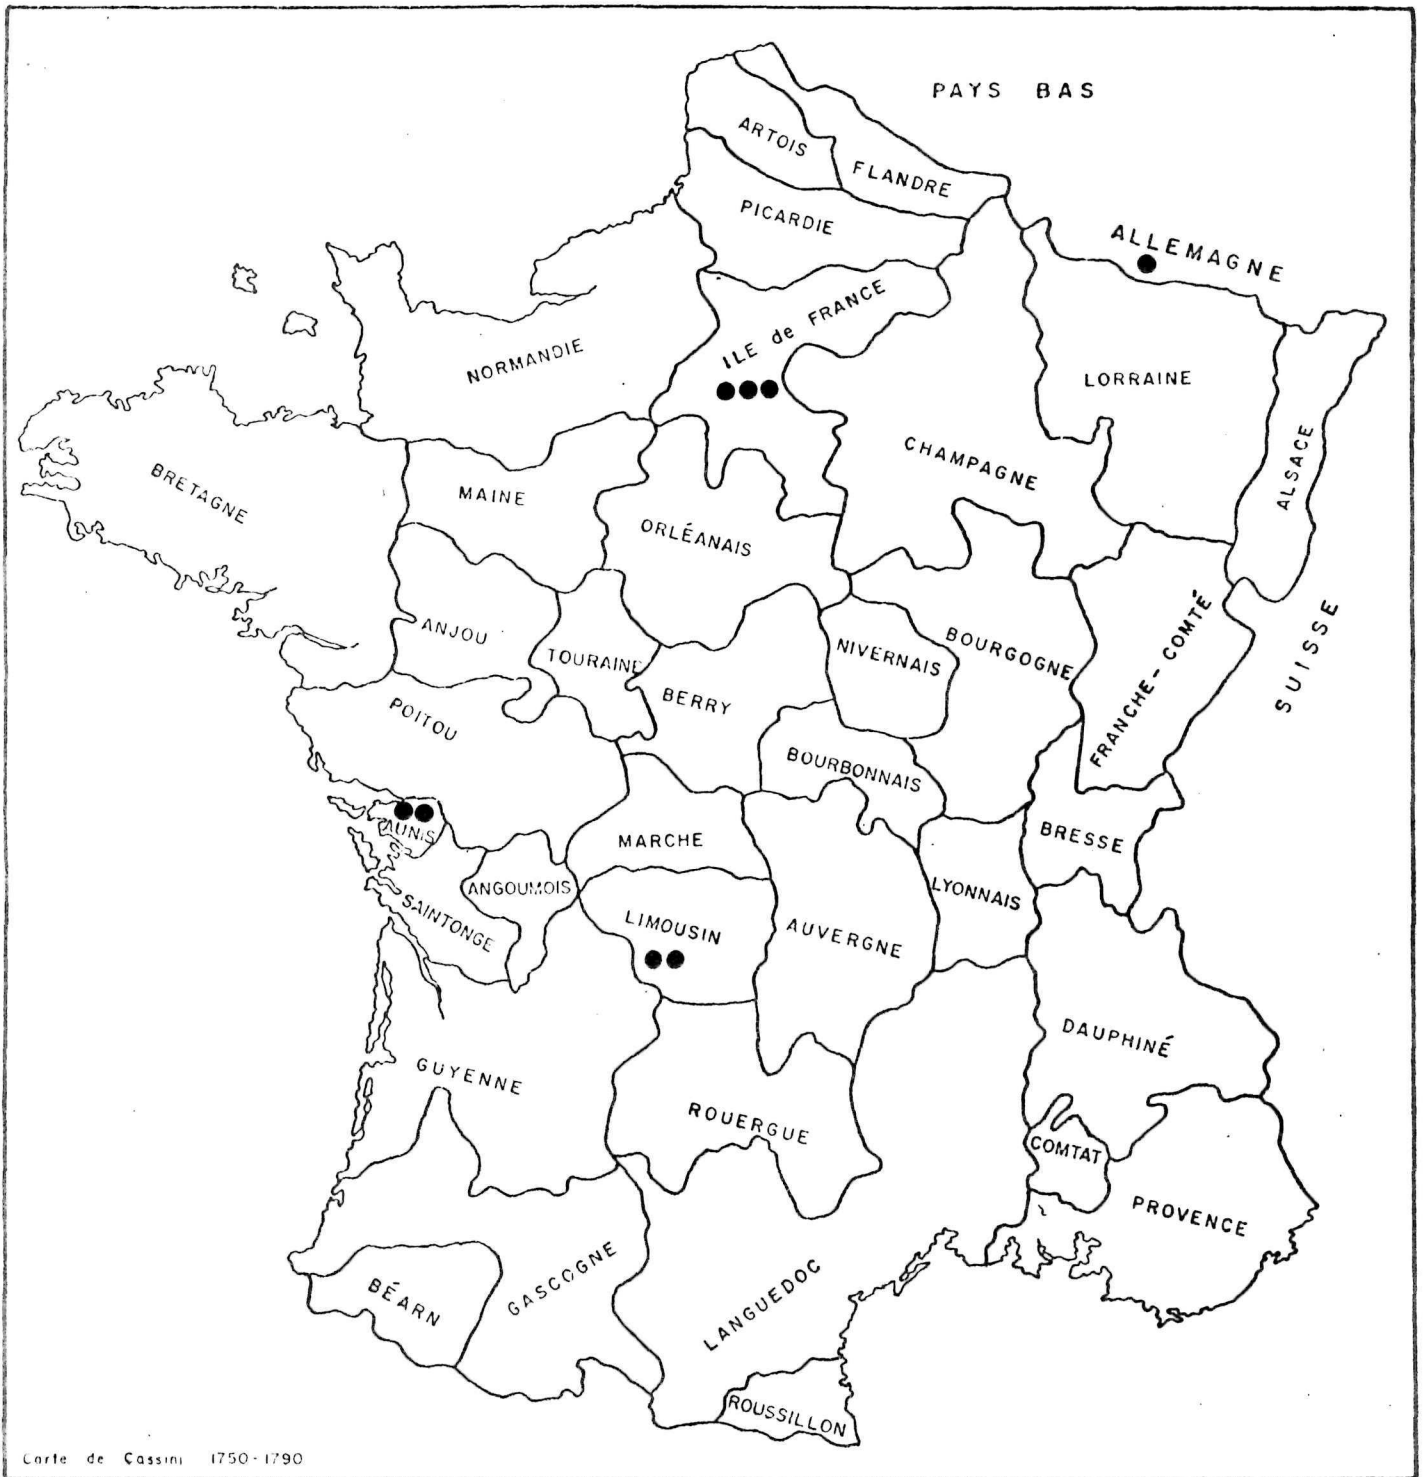 PAYS BAS
ARTOIS
FLANDRE
PICARDIE
ALLEMAGNE
ILE de FRANCE
NORMANDIE
LORRAINE
CHAMPAGNE
ALSACE
BRETAGNE
MAINE
ORLÉANAIS
ANJOU
TOURAINE
BERRY
NIVERNAIS
BOURGOGNE
FRANCHE-COMTÉ
SUISSE
POITOU
BOURBONNAIS
AUNIS
MARCHE
BRESSE
ANGOUMOIS
LYONNAIS
SAINTONGE
LIMOUSIN
AUVERGNE
DAUPHINÉ
GUYENNE
ROUERGUE
COMTAT
PROVENCE
BÉARN
GASCOGNE
LANGUEDOC
ROUSSILLON
Carte de Cassini 1750-1790